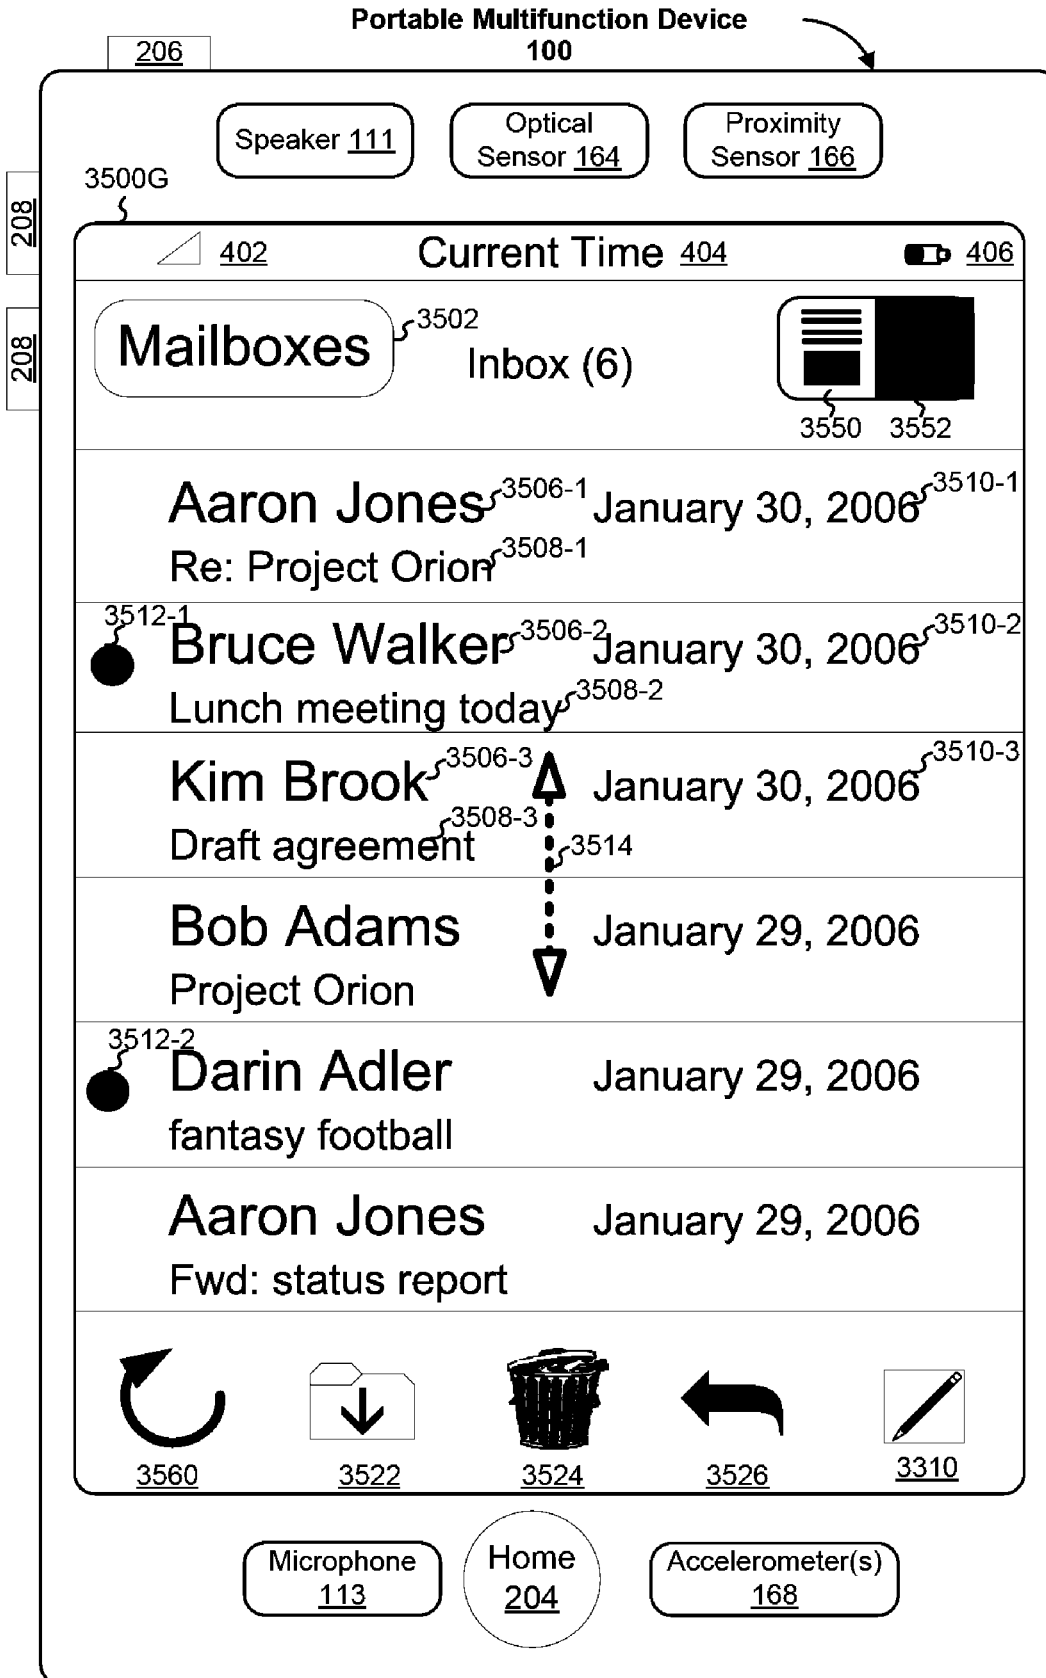 Portable Multifunction Device
100
206
Speaker 111
Optical
Sensor 164
Proximity
Sensor 166
3500G
208
208
402
Current Time 404
406
Mailboxes
3502
Inbox (6)
3550
3552
Aaron Jones
3506-1
January 30, 2006
3510-1
Re: Project Orion
3508-1
3512-1
Bruce Walker
3506-2
January 30, 2006
3510-2
Lunch meeting today
3508-2
Kim Brook
3506-3
January 30, 2006
3510-3
Draft agreement
3508-3
3514
Bob Adams
January 29, 2006
Project Orion
3512-2
Darin Adler
January 29, 2006
fantasy football
Aaron Jones
January 29, 2006
Fwd: status report
3560
3522
3524
3526
3310
Microphone
113
Home
204
Accelerometer(s)
168